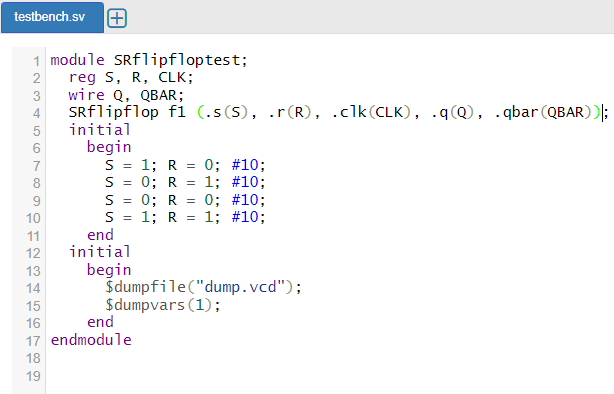 testbench.sv
1 module SRflipfloptest;
2 reg S, R, CLK;
3 wire Q, QBAR;
4 SRflipflop f1 (.s(S), .r(R), .clk(CLK), .q(Q), .qbar(QBAR));
5 initial
6 begin
7 S = 1; R = 0; #10;
8 S = 0; R = 1; #10;
9 S = 0; R = 0; #10;
10 S = 1; R = 1; #10;
11 end
12 initial
13 begin
14 $dumpfile("dump.vcd");
15 $dumpvars(1);
16 end
17 endmodule
18
19